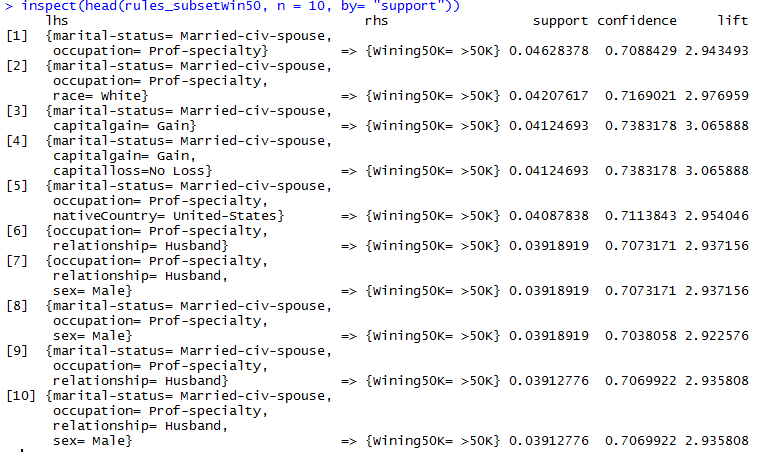 > inspect(head(rules_subsetwin50, n = 10, by= "support"))
lhs rhs support confidence lift
[1] {marital-status= Married-civ-spouse,
occupation= Prof-specialty} => {Wining50K= >50K} 0.04628378 0.7088429 2.943493
[2] {marital-status= Married-civ-spouse,
occupation= Prof-specialty,
race= White} => {Wining50K= >50K} 0.04207617 0.7169021 2.976959
[3] {marital-status= Married-civ-spouse,
capitalgain= Gain} => {Wining50K= >50K} 0.04124693 0.7383178 3.065888
[4] {marital-status= Married-civ-spouse,
capitalgain= Gain,
capitalloss=No Loss} => {Wining50K= >50K} 0.04124693 0.7383178 3.065888
[5] {marital-status= Married-civ-spouse,
occupation= Prof-specialty,
nativeCountry= United-States} => {Wining50K= >50K} 0.04087838 0.7113843 2.954046
[6] {occupation= Prof-specialty,
relationship= Husband} => {Wining50K= >50K} 0.03918919 0.7073171 2.937156
[7] {occupation= Prof-specialty,
relationship= Husband,
sex= Male} => {Wining50K= >50K} 0.03918919 0.7073171 2.937156
[8] {marital-status= Married-civ-spouse,
occupation= Prof-specialty,
sex= Male} => {Wining50K= >50K} 0.03918919 0.7038058 2.922576
[9] {marital-status= Married-civ-spouse,
occupation= Prof-specialty,
relationship= Husband} => {Wining50K= >50K} 0.03912776 0.7069922 2.935808
[10] {marital-status= Married-civ-spouse,
occupation= Prof-specialty,
relationship= Husband,
sex= Male} => {Wining50K= >50K} 0.03912776 0.7069922 2.935808